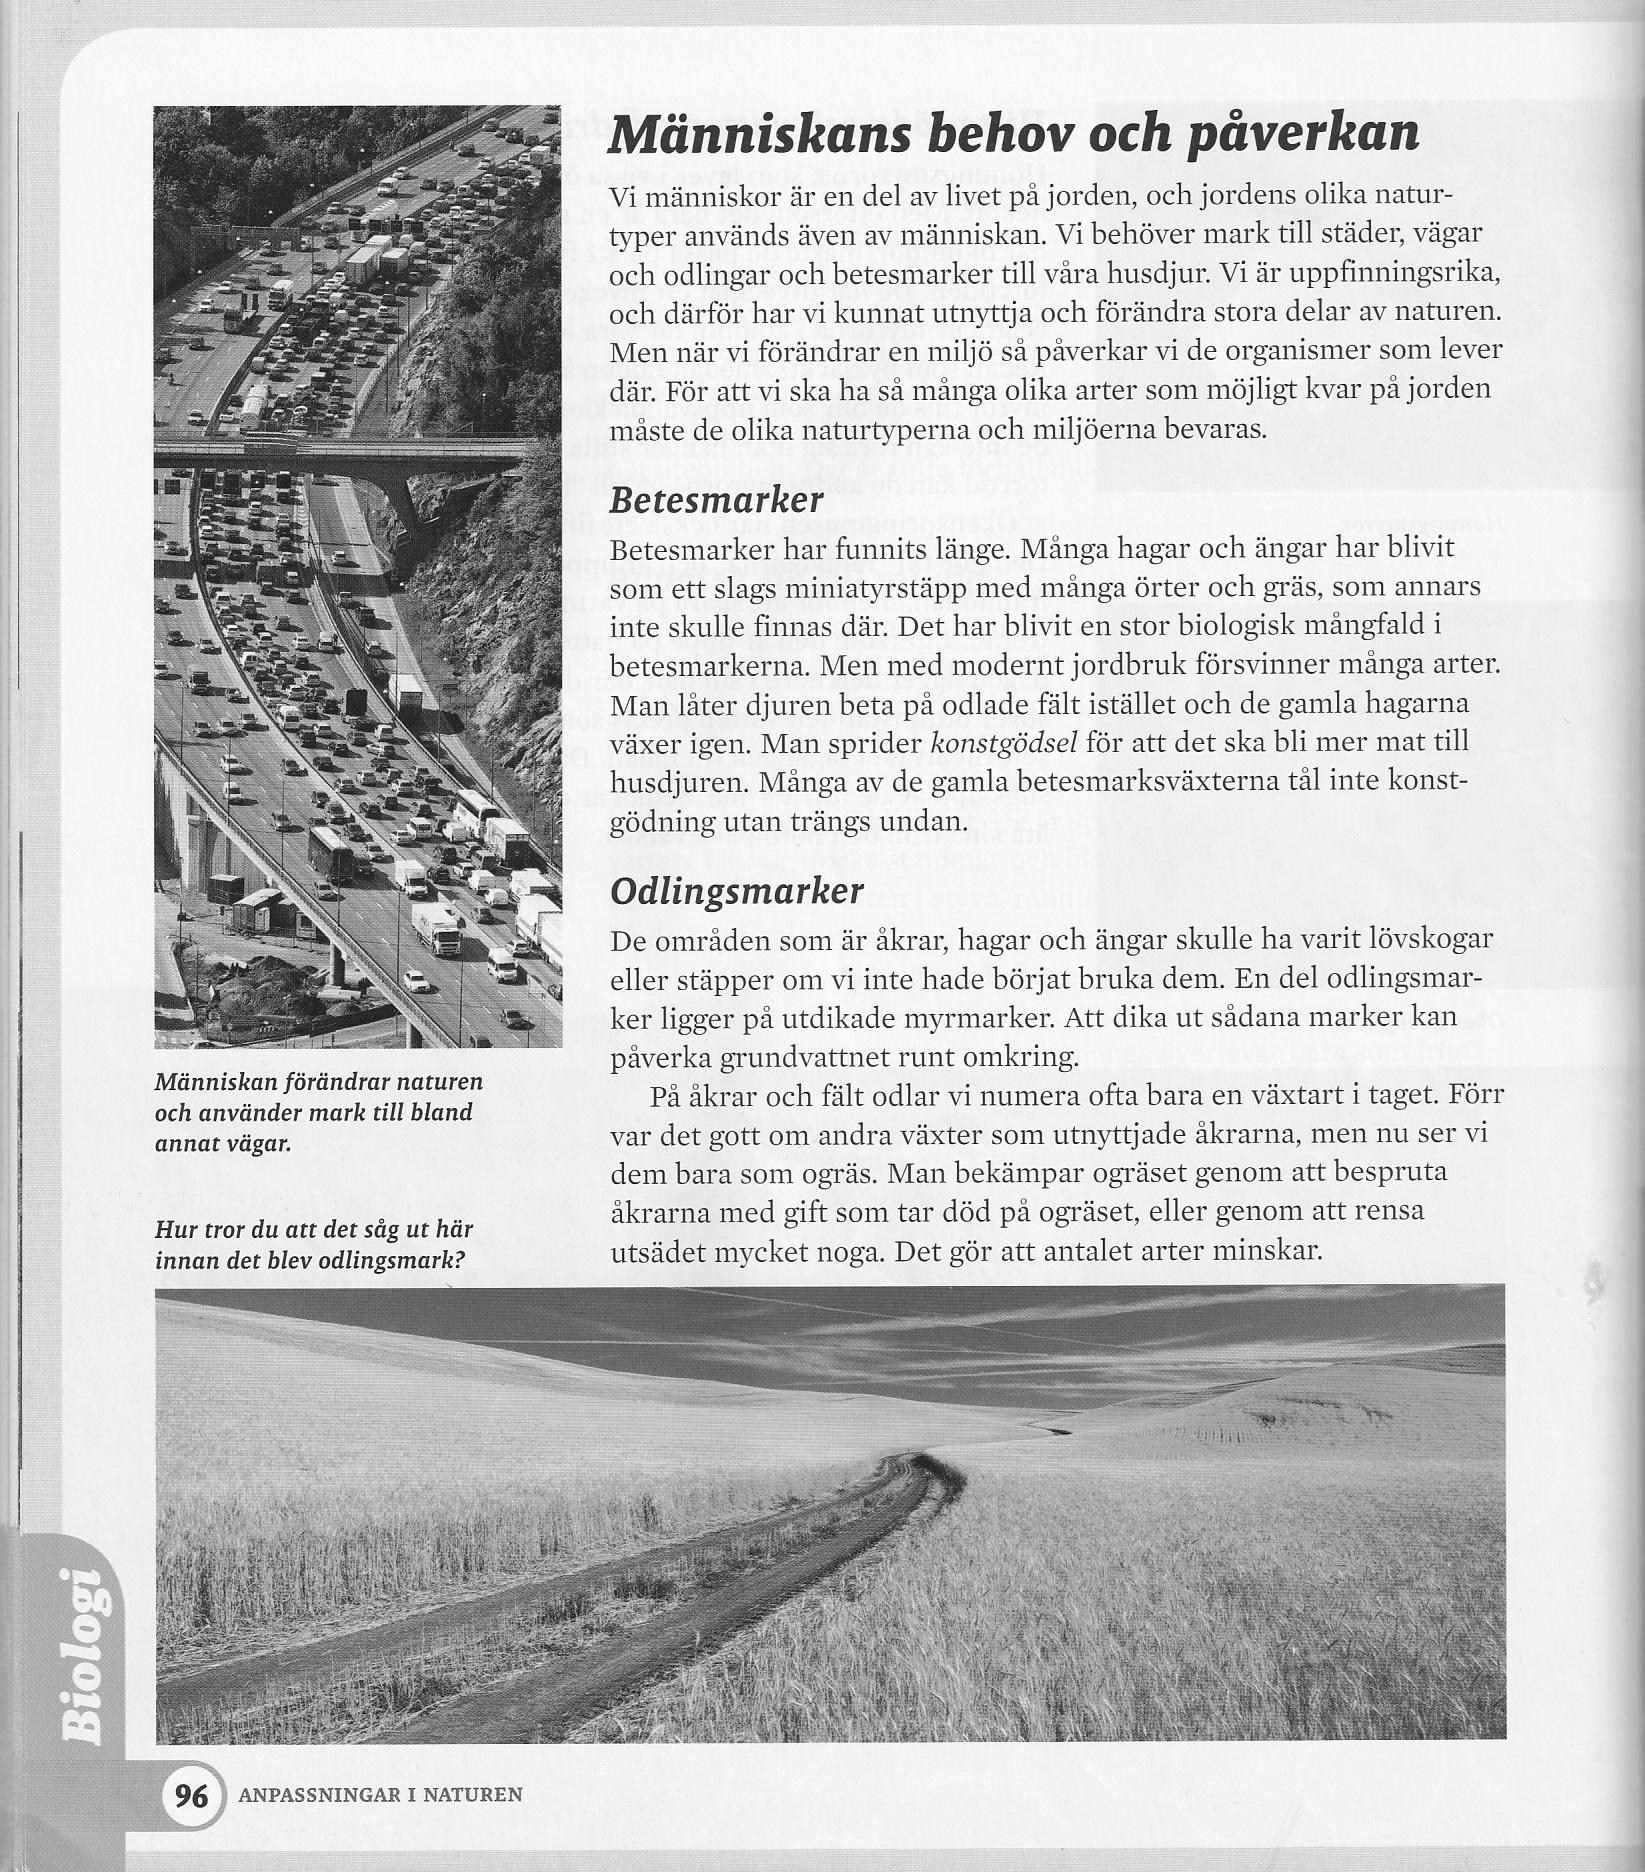 Människans behov och påverkan
Vi människor är en del av livet på jorden, och jordens olika natur-
typer används även av människan. Vi behöver mark till städer, vägar
och odlingar och betesmarker till våra husdjur. Vi är uppfinningsrika,
och därför har vi kunnat utnyttja och förändra stora delar av naturen.
Men när vi förändrar en miljö så påverkar vi de organismer som lever
där. För att vi ska ha så många olika arter som möjligt kvar på jorden
måste de olika naturtyperna och miljöerna bevaras.
Betesmarker
Betesmarker har funnits länge. Många hagar och ängar har blivit
som ett slags miniatyrstäpp med många örter och gräs, som annars
inte skulle finnas där. Det har blivit en stor biologisk mångfald i
betesmarkerna. Men med modernt jordbruk försvinner många arter.
Man låter djuren beta på odlade fält istället och de gamla hagarna
växer igen. Man sprider konstgödsel för att det ska bli mer mat till
husdjuren. Många av de gamla betesmarksväxterna tål inte konst-
gödning utan trängs undan.
Odlingsmarker
De områden som är åkrar, hagar och ängar skulle ha varit lövskogar
eller stäpper om vi inte hade börjat bruka dem. En del odlingsmar-
ker ligger på utdikade myrmarker. Att dika ut sådana marker kan
påverka grundvattnet runt omkring.
På åkrar och fält odlar vi numera ofta bara en växtart i taget. Förr
var det gott om andra växter som utnyttjade åkrarna, men nu ser vi
dem bara som ogräs. Man bekämpar ogräset genom att bespruta
åkrarna med gift som tar död på ogräset, eller genom att rensa
utsädet mycket noga. Det gör att antalet arter minskar.
Människan förändrar naturen
och använder mark till bland
annat vägar.
Hur tror du att det såg ut här
innan det blev odlingsmark?
Biologi
96 ANPASSNINGAR I NATUREN